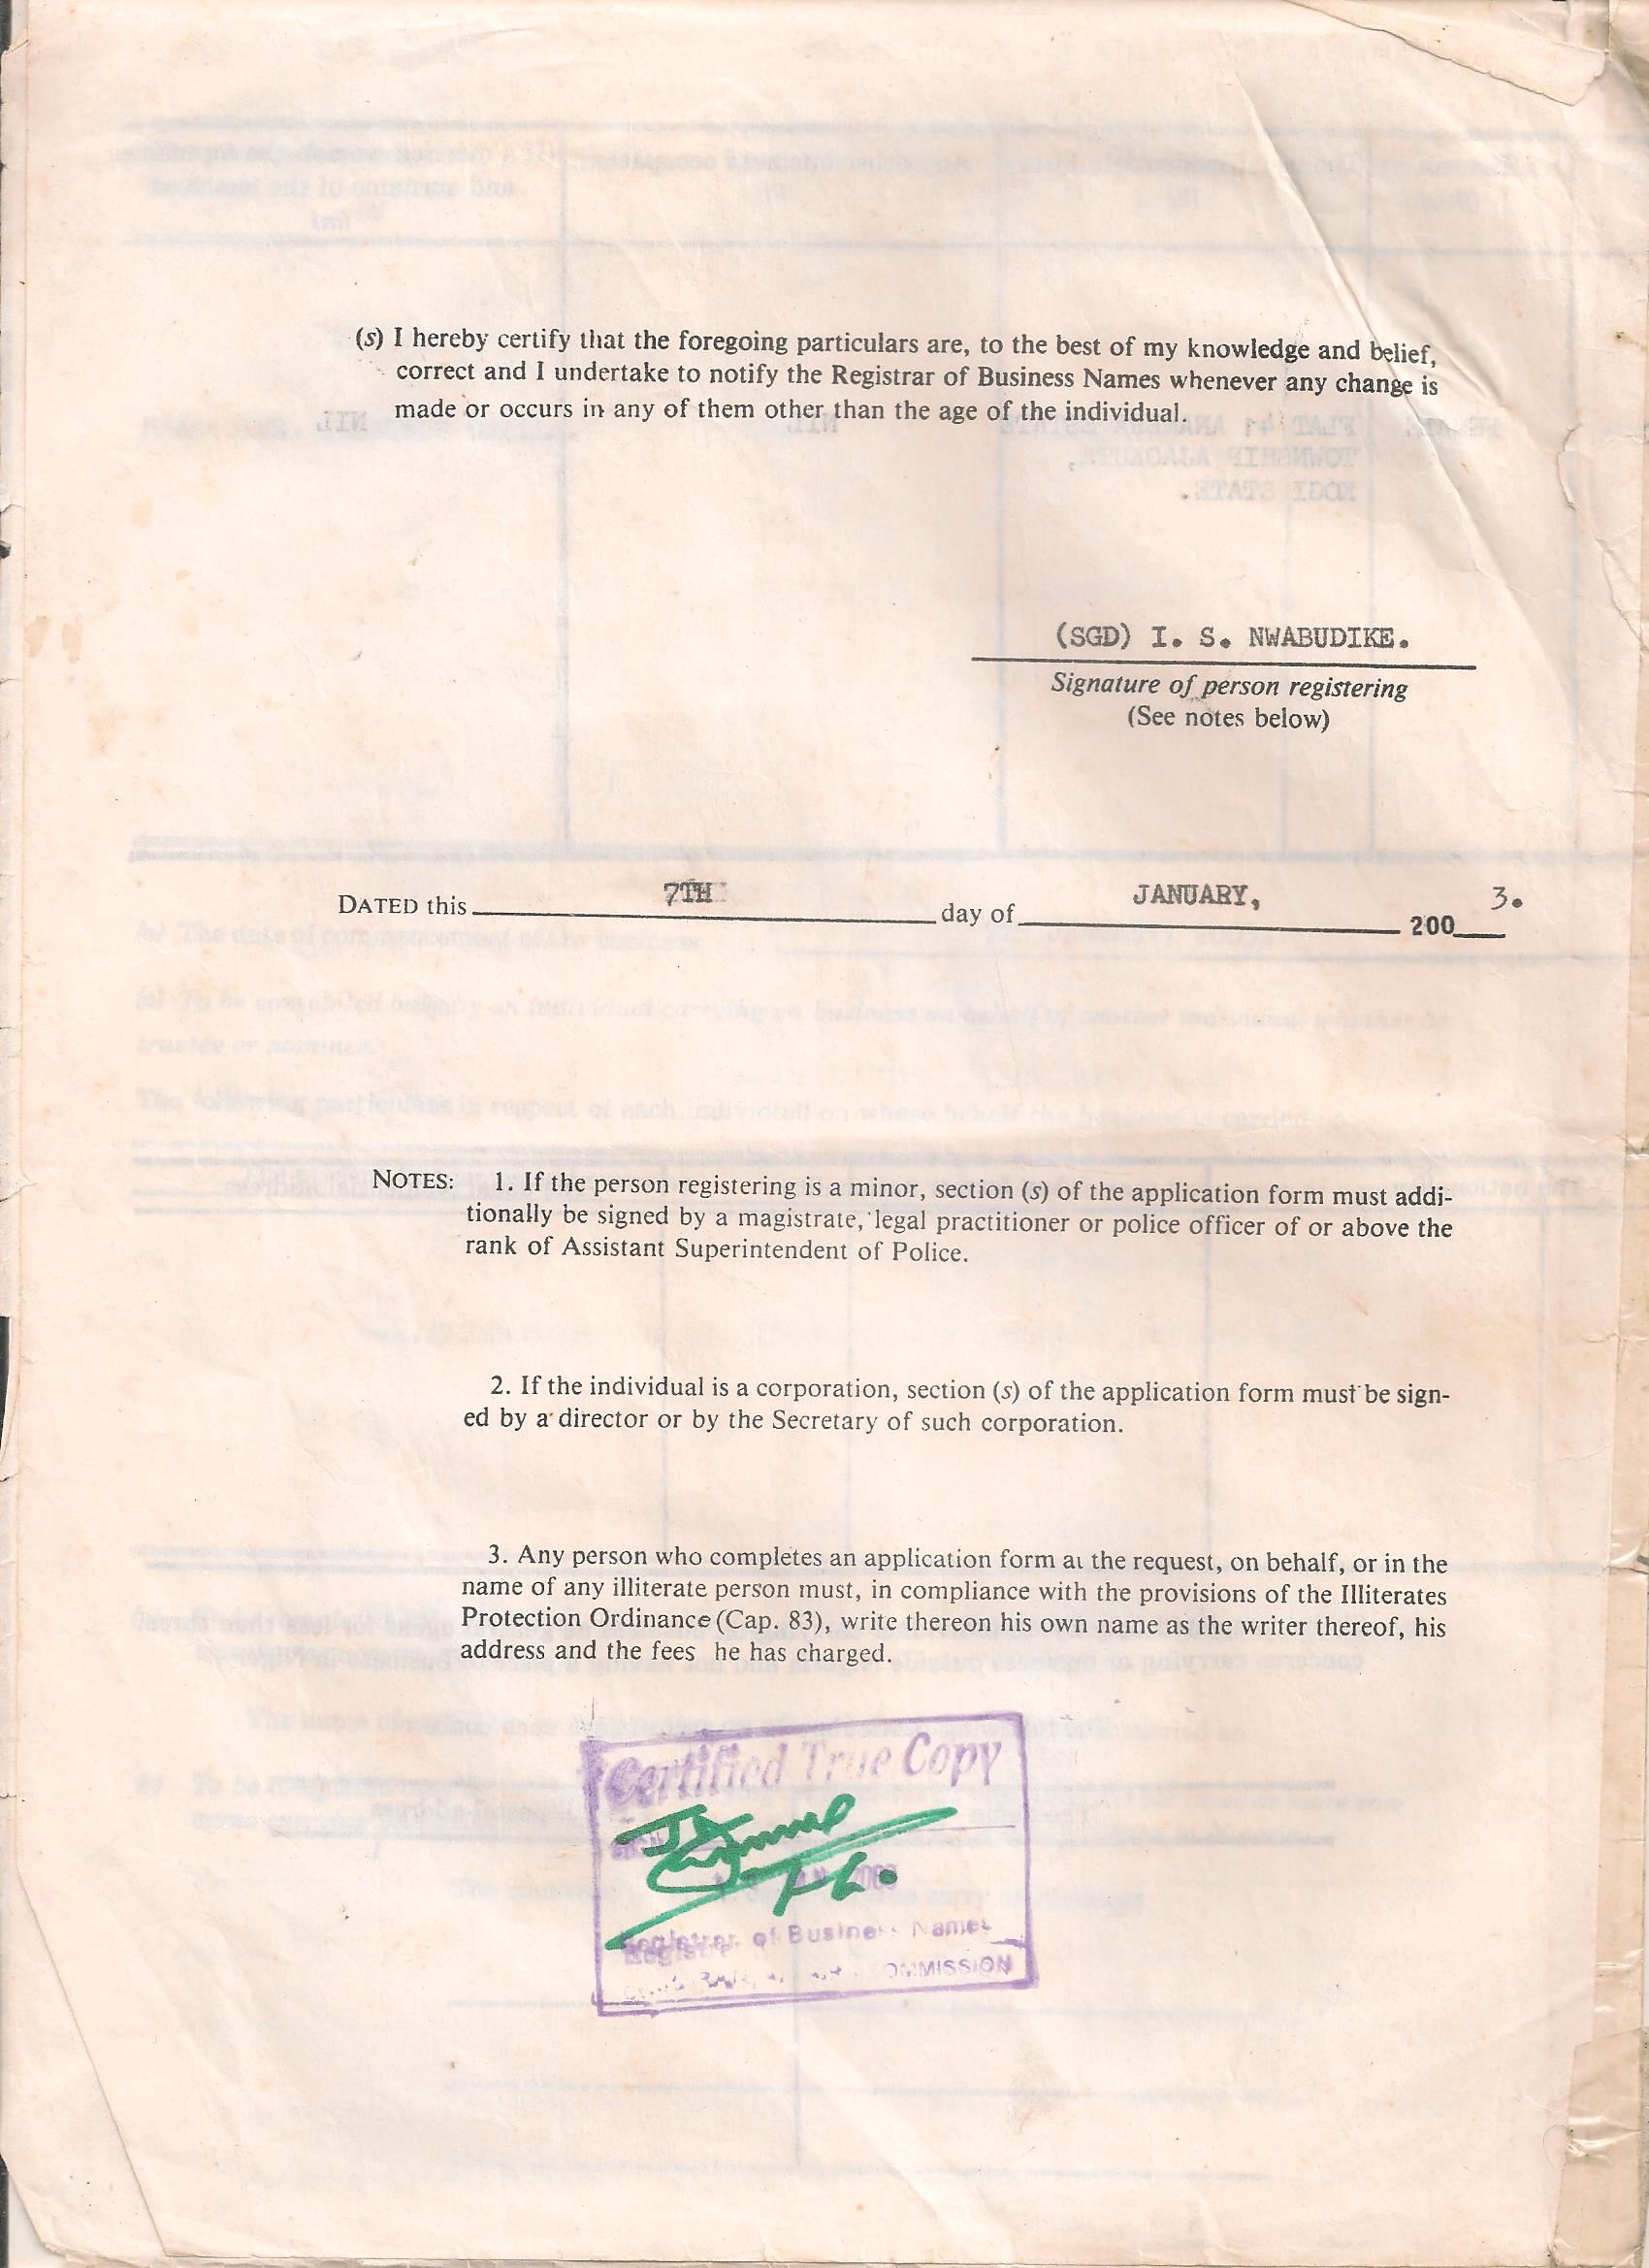 (s) I hereby certify that the foregoing particulars are, to the best of my knowledge and belief,
correct and I undertake to notify the Registrar of Business Names whenever any change is
made or occurs in any of them other than the age of the individual.
(SGD) I. S. NWABUDIKE.
Signature of person registering
(See notes below)
DATED this 7TH day of JANUARY, 200 3.
NOTES: 1. If the person registering is a minor, section (s) of the application form must addi-
tionally be signed by a magistrate, legal practitioner or police officer of or above the
rank of Assistant Superintendent of Police.
2. If the individual is a corporation, section (s) of the application form must be sign-
ed by a director or by the Secretary of such corporation.
3. Any person who completes an application form at the request, on behalf, or in the
name of any illiterate person must, in compliance with the provisions of the Illiterates
Protection Ordinance (Cap. 83), write thereon his own name as the writer thereof, his
address and the fees he has charged.
Certified True Copy
Registrar of Business Names
COMMISSION